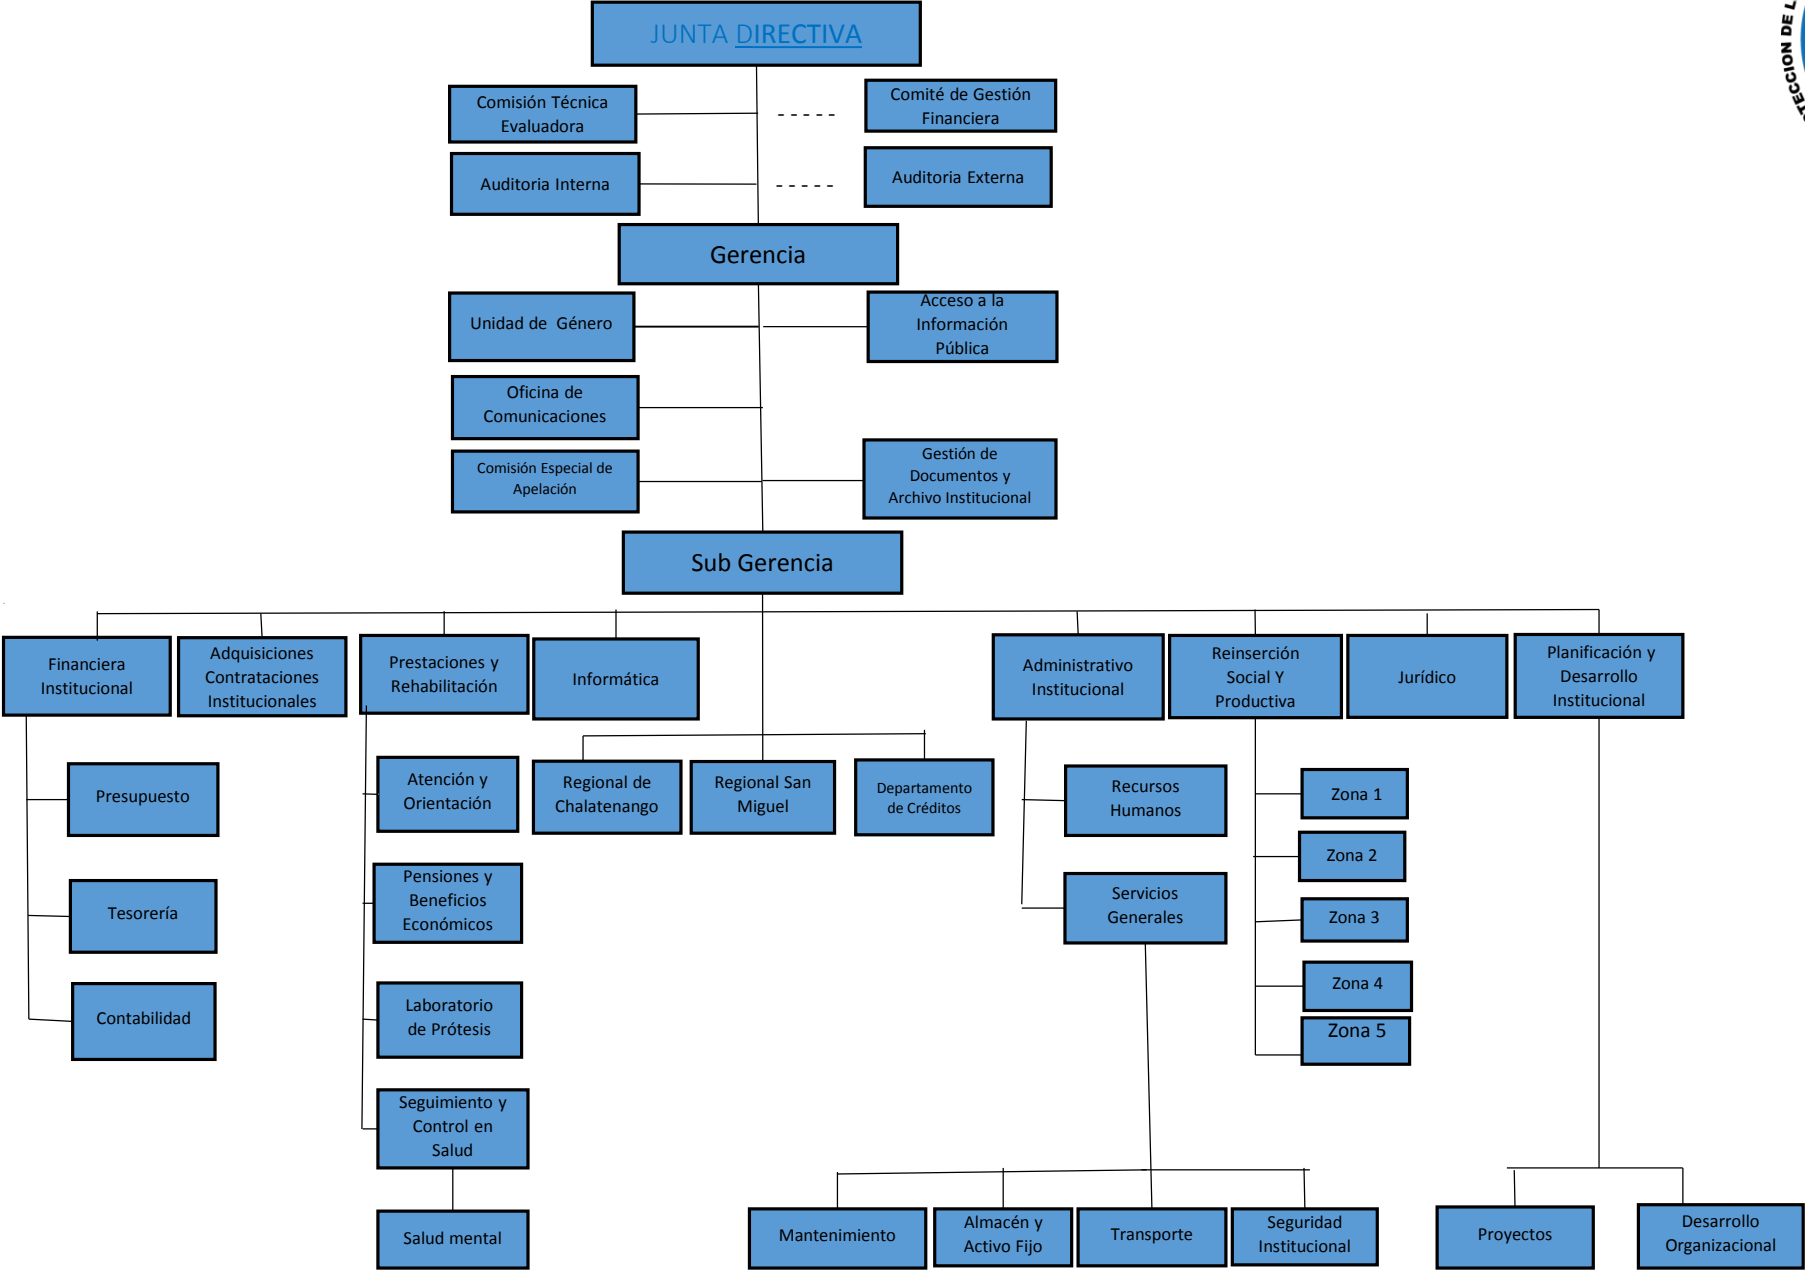 JUNTA DIRECTIVA
Comisión Técnica
Evaluadora
Comité de Gestión
Financiera
Auditoria Interna
Auditoria Externa
Gerencia
Unidad de Género
Acceso a la
Información
Pública
Oficina de
Comunicaciones
Comisión Especial de
Apelación
Gestión de
Documentos y
Archivo Institucional
Sub Gerencia
Financiera
Institucional
Adquisiciones
Contrataciones
Institucionales
Prestaciones y
Rehabilitación
Informática
Administrativo
Institucional
Reinserción
Social Y
Productiva
Jurídico
Planificación y
Desarrollo
Institucional
Presupuesto
Tesorería
Contabilidad
Atención y
Orientación
Pensiones y
Beneficios
Económicos
Laboratorio
de Prótesis
Seguimiento y
Control en
Salud
Salud mental
Regional de
Chalatenango
Regional San
Miguel
Departamento
de Créditos
Recursos
Humanos
Servicios
Generales
Zona 1
Zona 2
Zona 3
Zona 4
Zona 5
Mantenimiento
Almacén y
Activo Fijo
Transporte
Seguridad
Institucional
Proyectos
Desarrollo
Organizacional